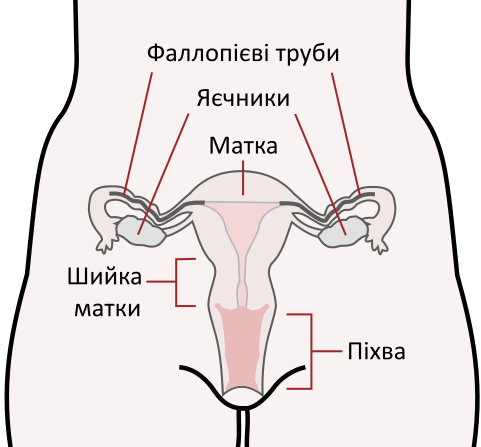 Фаллопієві труби
Яєчники
Матка
Шийка
матки
Піхва